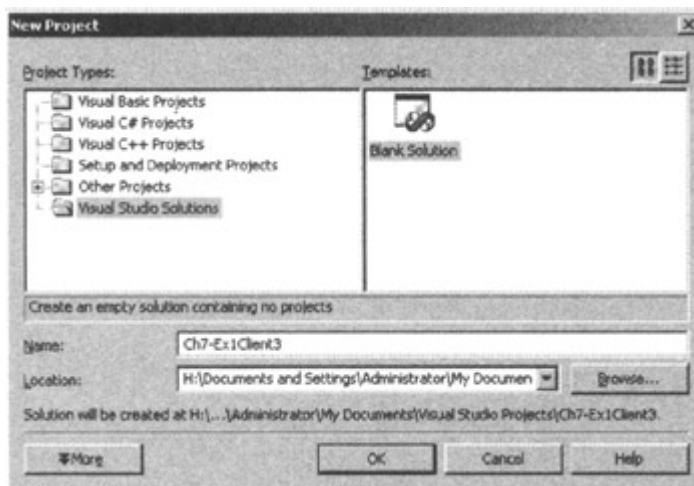 New Project
Project Types:
Templates:
Visual Basic Projects
Visual C# Projects
Visual C++ Projects
Setup and Deployment Projects
Other Projects
Visual Studio Solutions
Blank Solution
Create an empty solution containing no projects
Name:
Ch7-Ex1Client3
Location:
H:\Documents and Settings\Administrator\My Documen
Browse...
Solution will be created at H:\...\Administrator\My Documents\Visual Studio Projects\Ch7-Ex1Client3.
More
OK
Cancel
Help